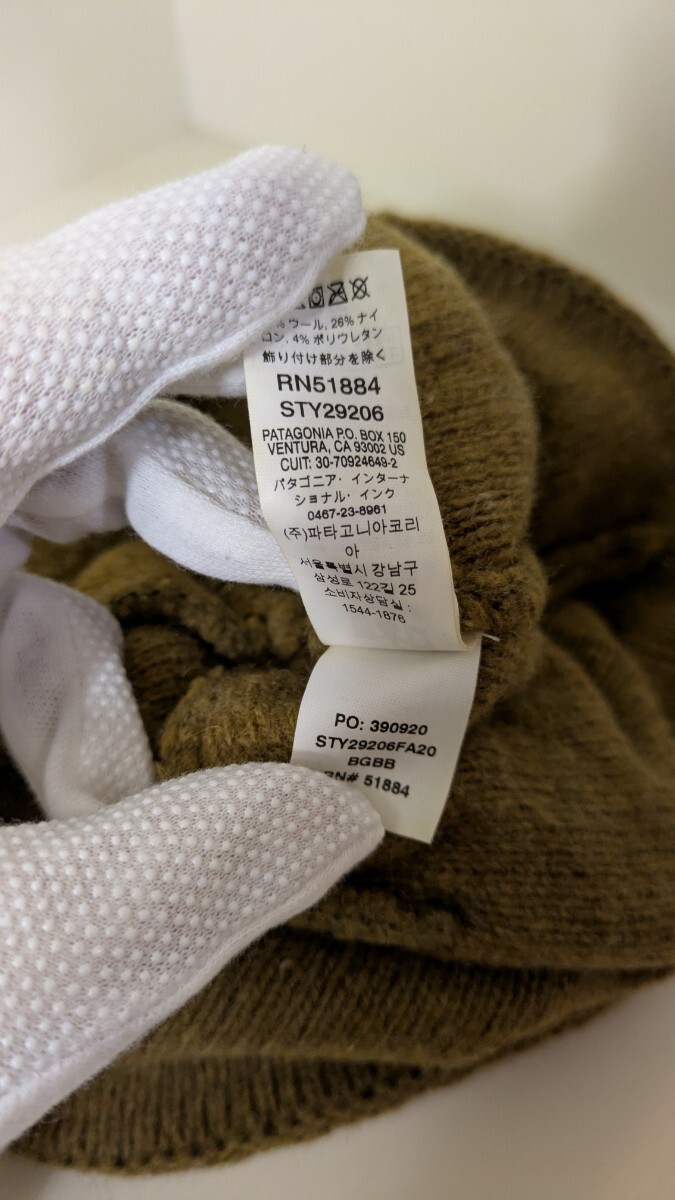 % ウール, 26% ナイ
ロン, 4% ポリウレタン
飾り付け部分を除く
RN51884
STY29206
PATAGONIA P.O. BOX 150
VENTURA, CA 93002 US
CUIT: 30-70924649-2
パタゴニア・インターナ
ショナル・インク
0467-23-8961
(주)파타고니아코리
아
서울특별시 강남구
삼성로 122길 25
소비자상담실 :
1544-1876
PO: 390920
STY29206FA20
BGBB
RN# 51884